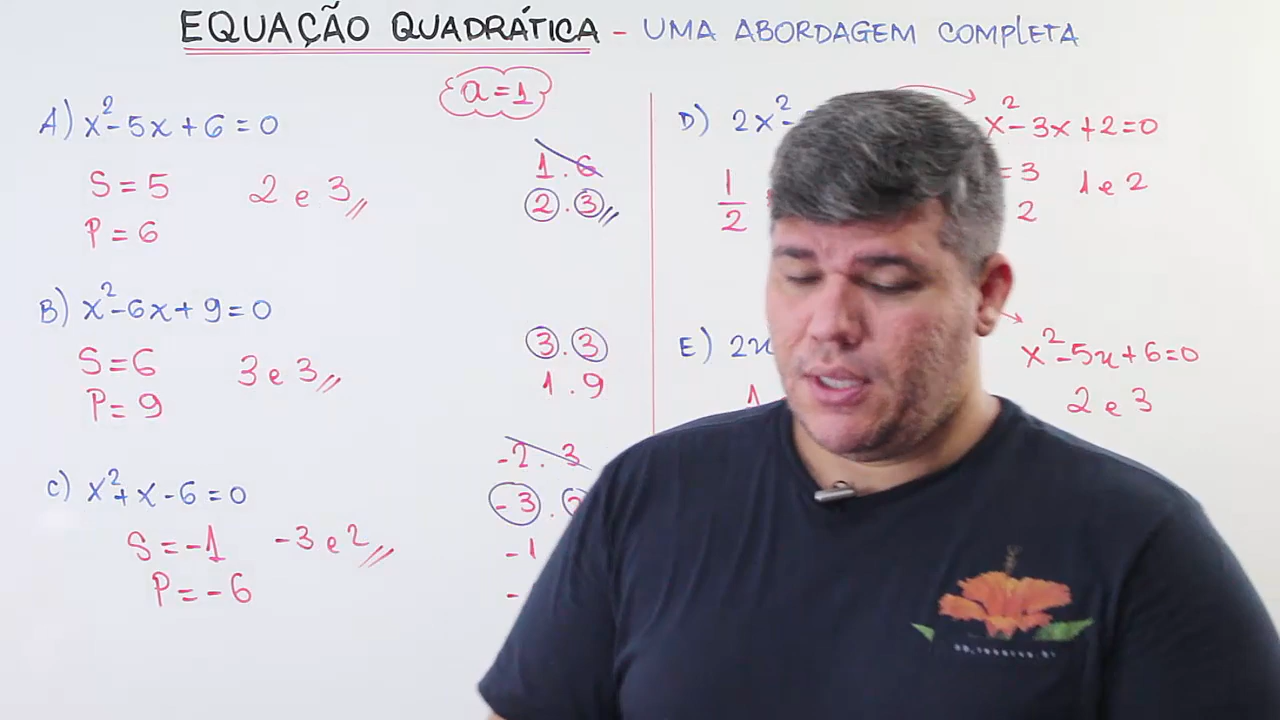 EQUAÇÃO QUADRÁTICA - UMA ABORDAGEM COMPLETA
a=1
A) x²-5x+6=0
1.6
S=5
2 e 3
2.3
P=6
B) x²-6x+9=0
3.3
S=6
3 e 3
1.9
P=9
-2.3
C) x²+x-6=0
-3.
S=-1
-3 e 2
-1
P=-6
-
D) 2x²-
x²-3x+2=0
1/2
=3
1 e 2
2
E) 2x
x²-5x+6=0
1
2 e 3